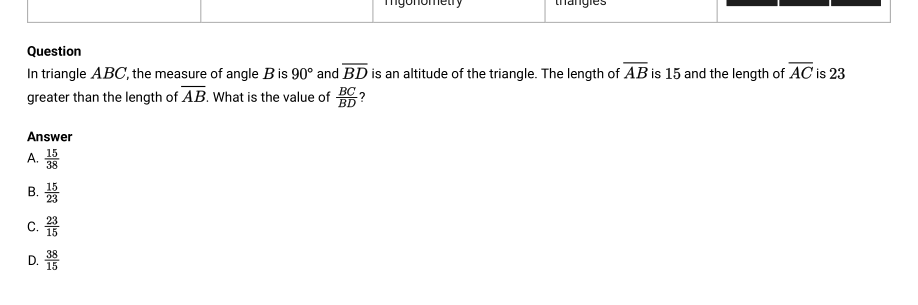 Trigonometry triangles
Question
In triangle ABC, the measure of angle B is 90° and BD is an altitude of the triangle. The length of AB is 15 and the length of AC is 23
greater than the length of AB. What is the value of BC/BD?
Answer
A. 15/38
B. 15/23
C. 23/15
D. 38/15